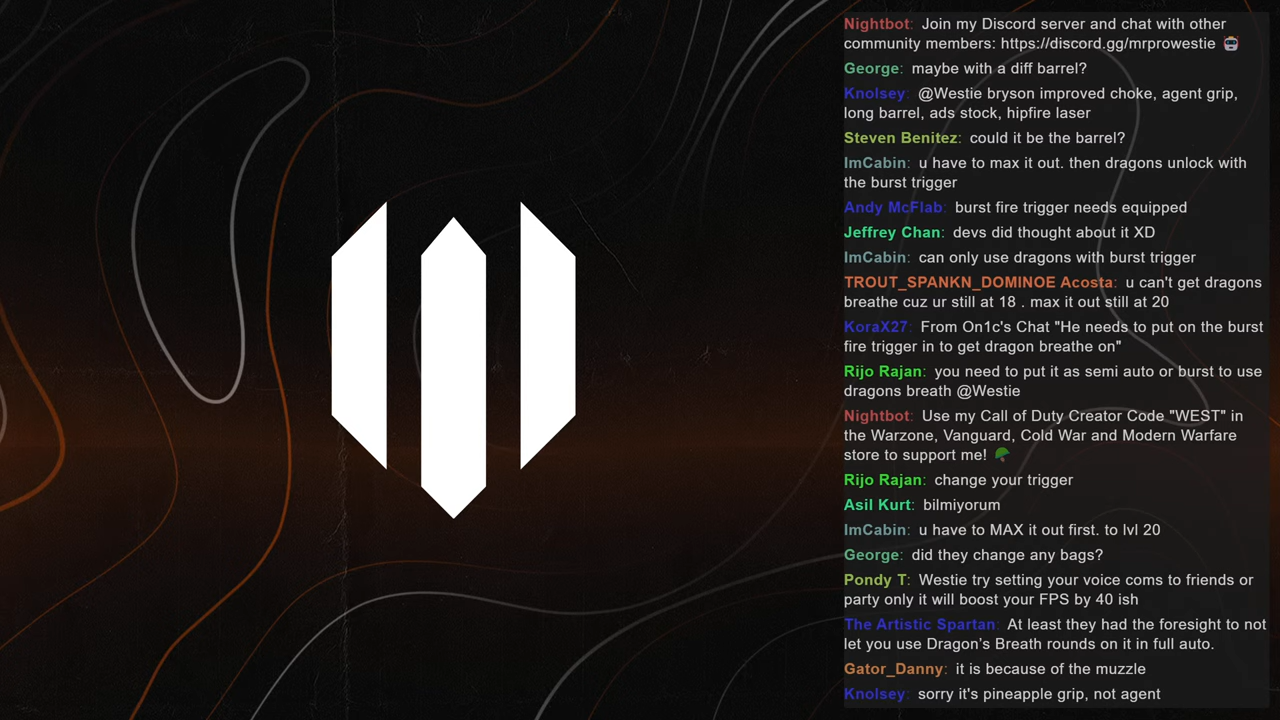 Nightbot: Join my Discord server and chat with other
community members: https://discord.gg/mrprowestie
George: maybe with a diff barrel?
Knolsey: @Westie bryson improved choke, agent grip,
long barrel, ads stock, hipfire laser
Steven Benitez: could it be the barrel?
ImCabin: u have to max it out. then dragons unlock with
the burst trigger
Andy McFlab: burst fire trigger needs equipped
Jeffrey Chan: devs did thought about it XD
ImCabin: can only use dragons with burst trigger
TROUT_SPANKN_DOMINOE Acosta: u can't get dragons
breathe cuz ur still at 18 . max it out still at 20
KoraX27: From On1c's Chat "He needs to put on the burst
fire trigger in to get dragon breathe on"
Rijo Rajan: you need to put it as semi auto or burst to use
dragons breath @Westie
Nightbot: Use my Call of Duty Creator Code "WEST" in
the Warzone, Vanguard, Cold War and Modern Warfare
store to support me!
Rijo Rajan: change your trigger
Asil Kurt: bilmiyorum
ImCabin: u have to MAX it out first. to lvl 20
George: did they change any bags?
Pondy T: Westie try setting your voice coms to friends or
party only it will boost your FPS by 40 ish
The Artistic Spartan: At least they had the foresight to not
let you use Dragon's Breath rounds on it in full auto.
Gator_Danny: it is because of the muzzle
Knolsey: sorry it's pineapple grip, not agent